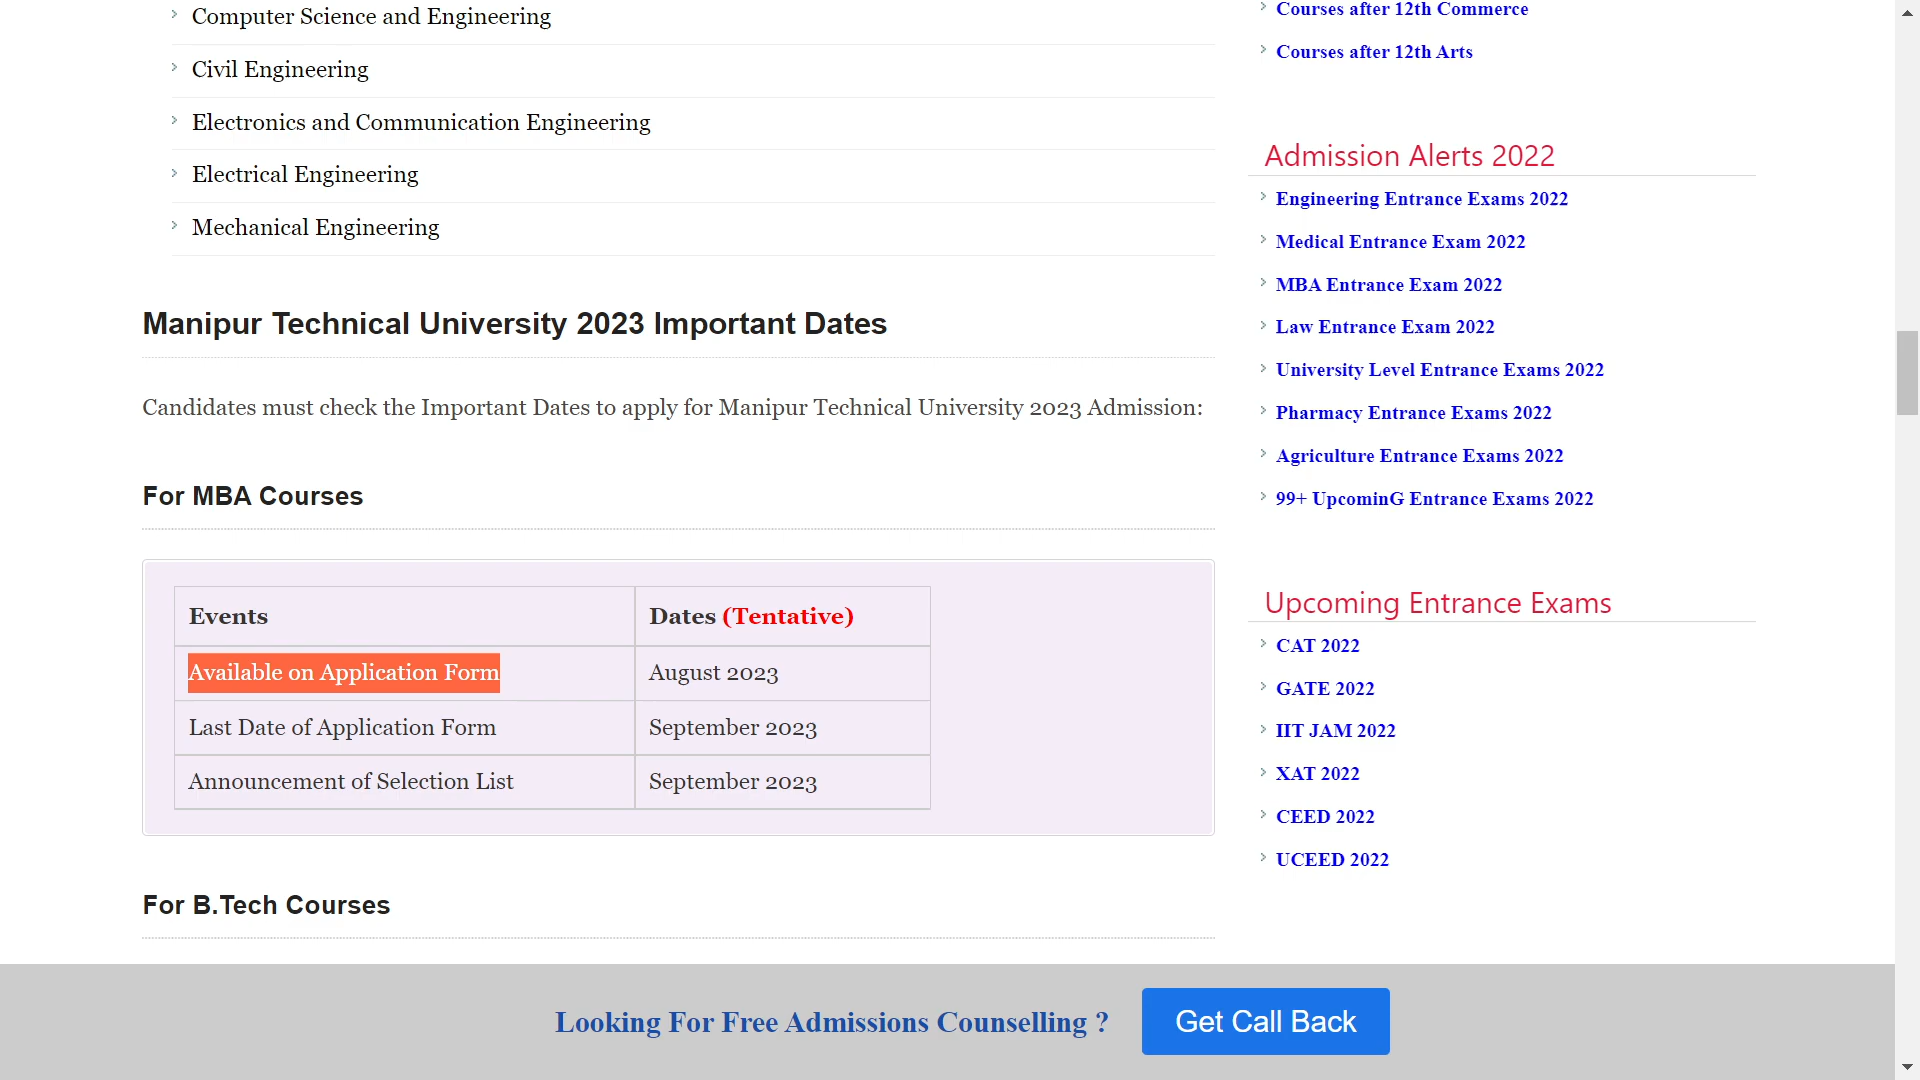 Computer Science and Engineering
Civil Engineering
Electronics and Communication Engineering
Electrical Engineering
Mechanical Engineering
Manipur Technical University 2023 Important Dates
Candidates must check the Important Dates to apply for Manipur Technical University 2023 Admission:
For MBA Courses
Events Dates (Tentative)
Available on Application Form August 2023
Last Date of Application Form September 2023
Announcement of Selection List September 2023
For B.Tech Courses
Courses after 12th Commerce
Courses after 12th Arts
Admission Alerts 2022
Engineering Entrance Exams 2022
Medical Entrance Exam 2022
MBA Entrance Exam 2022
Law Entrance Exam 2022
University Level Entrance Exams 2022
Pharmacy Entrance Exams 2022
Agriculture Entrance Exams 2022
99+ UpcominG Entrance Exams 2022
Upcoming Entrance Exams
CAT 2022
GATE 2022
IIT JAM 2022
XAT 2022
CEED 2022
UCEED 2022
Looking For Free Admissions Counselling ? Get Call Back